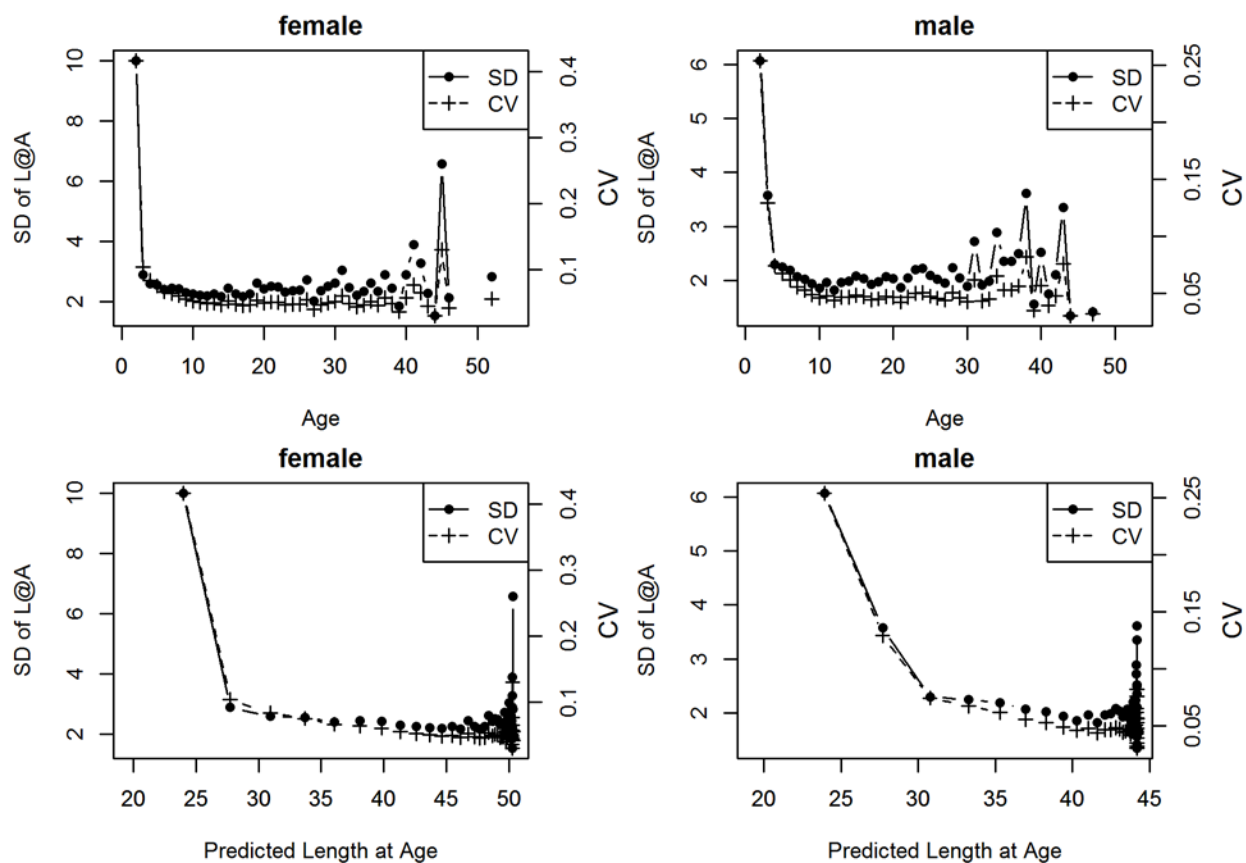 female
10
8
6
4
2
SD of L@A
SD
CV
0.4
0.3
0.2
0.1
CV
0 10 20 30 40 50
Age
male
6
5
4
3
2
SD of L@A
SD
CV
0.25
0.15
0.05
CV
0 10 20 30 40 50
Age
female
10
8
6
4
2
SD of L@A
SD
CV
0.4
0.3
0.2
0.1
CV
20 25 30 35 40 45 50
Predicted Length at Age
male
6
5
4
3
2
SD of L@A
SD
CV
0.25
0.15
0.05
CV
20 25 30 35 40 45
Predicted Length at Age